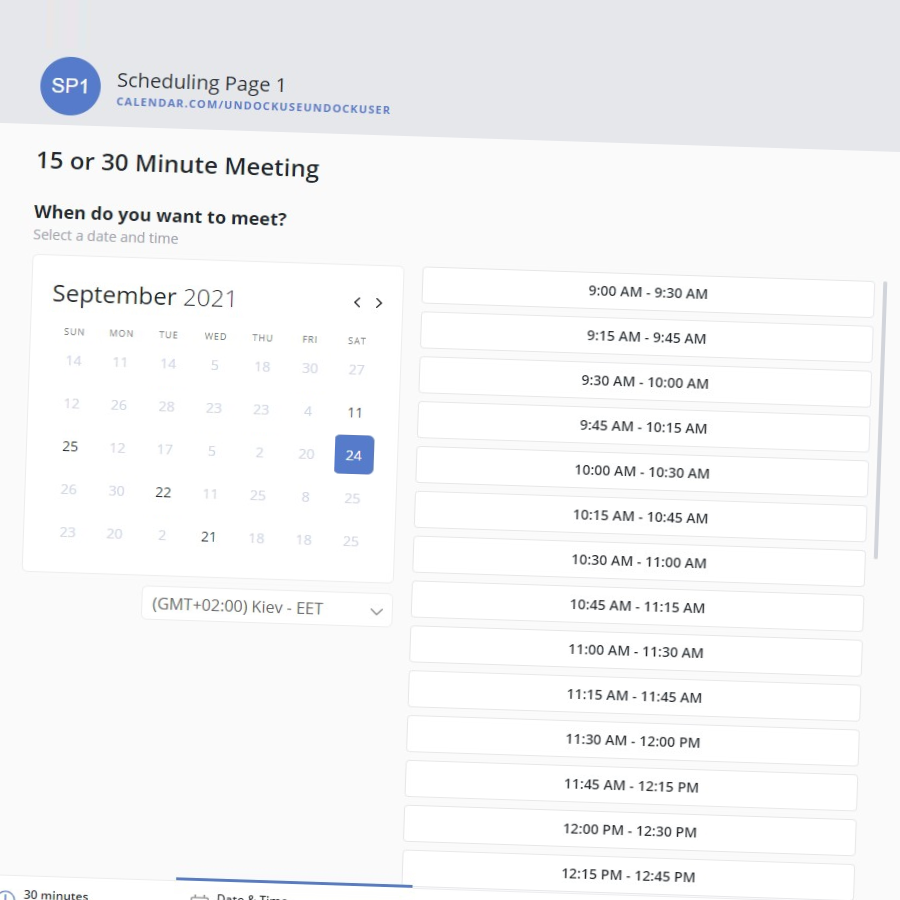 SP1
Scheduling Page 1
CALENDAR.COM/UNDOCKUSEUNDOCKUSER
15 or 30 Minute Meeting
When do you want to meet?
Select a date and time
September 2021
SUN MON TUE WED THU FRI SAT
14 11 14 5 18 30 27
12 26 28 23 23 4 11
25 12 17 5 2 20 24
26 30 22 11 25 8 25
23 20 2 21 18 18 25
(GMT+02:00) Kiev - EET
9:00 AM - 9:30 AM
9:15 AM - 9:45 AM
9:30 AM - 10:00 AM
9:45 AM - 10:15 AM
10:00 AM - 10:30 AM
10:15 AM - 10:45 AM
10:30 AM - 11:00 AM
10:45 AM - 11:15 AM
11:00 AM - 11:30 AM
11:15 AM - 11:45 AM
11:30 AM - 12:00 PM
11:45 AM - 12:15 PM
12:00 PM - 12:30 PM
12:15 PM - 12:45 PM
30 minutes
Date & Time